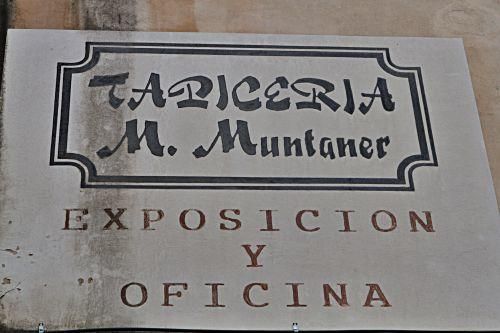 TAPICERIA
M. Muntaner
EXPOSICION
Y
OFICINA